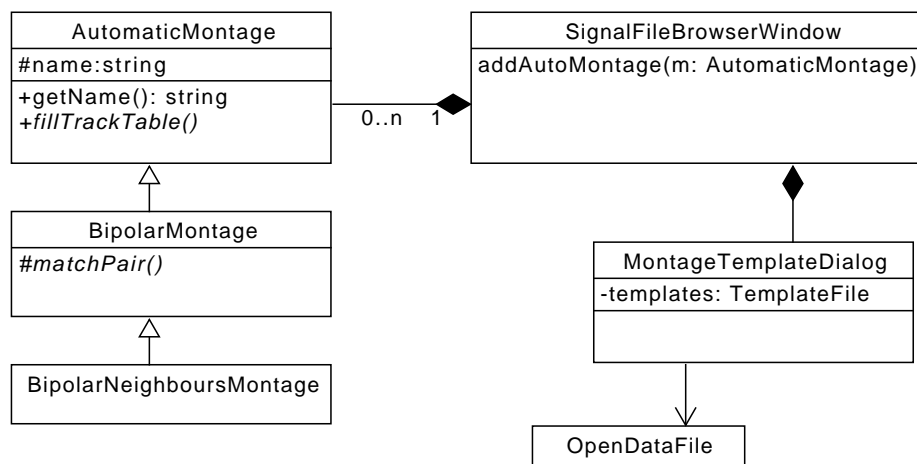 AutomaticMontage
#name:string
+getName(): string
+fillTrackTable()
SignalFileBrowserWindow
addAutoMontage(m: AutomaticMontage)
0..n 1
BipolarMontage
#matchPair()
MontageTemplateDialog
-templates: TemplateFile
BipolarNeighboursMontage
OpenDataFile